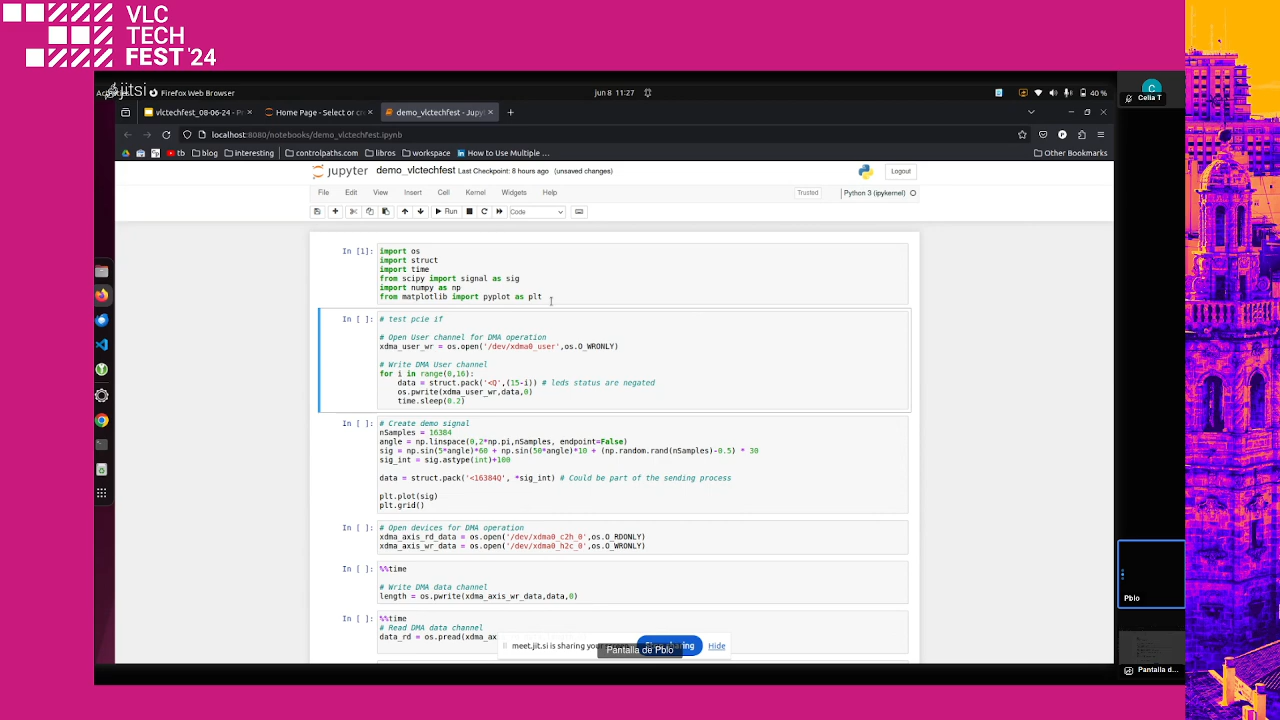 VLC
TECH
FEST '24
jitsi
Firefox Web Browser
Jun 8 11:27
40 %
vlctechfest_08-06-24 - P
Home Page - Select or cr
demo_vlctechfest - Jupyt
localhost:8080/notebooks/demo_vlctechfest.ipynb
tb
blog
interesting
controlpaths.com
libros
workspace
How to Use Multiple ...
Other Bookmarks
jupyter demo_vlctechfest Last Checkpoint: 8 hours ago (unsaved changes)
Logout
File Edit View Insert Cell Kernel Widgets Help
Trusted
Python 3 (ipykernel)
Run
Code
In [1]: import os
import struct
import time
from scipy import signal as sig
import numpy as np
from matplotlib import pyplot as plt
In [ ]: # test pcie if
# Open User channel for DMA operation
xdma_user_wr = os.open('/dev/xdma0_user',os.O_WRONLY)
# Write DMA User channel
for i in range(0,16):
data = struct.pack('<Q',(15-i)) # leds status are negated
os.pwrite(xdma_user_wr,data,0)
time.sleep(0.2)
In [ ]: # Create demo signal
nSamples = 16384
angle = np.linspace(0,2*np.pi,nSamples, endpoint=False)
sig = np.sin(5*angle)*60 + np.sin(50*angle)*10 + (np.random.rand(nSamples)-0.5) * 30
sig_int = sig.astype(int)+100
data = struct.pack('<16384Q', *sig_int) # Could be part of the sending process
plt.plot(sig)
plt.grid()
In [ ]: # Open devices for DMA operation
xdma_axis_rd_data = os.open('/dev/xdma0_c2h_0',os.O_RDONLY)
xdma_axis_wr_data = os.open('/dev/xdma0_h2c_0',os.O_WRONLY)
In [ ]: %%time
# Write DMA data channel
length = os.pwrite(xdma_axis_wr_data,data,0)
In [ ]: %%time
# Read DMA data channel
data_rd = os.pread(xdma_ax
meet.jit.si is sharing your
sharing
Hide
Pantalla de Pblo
C
Celia T
Pblo
Pantalla d...